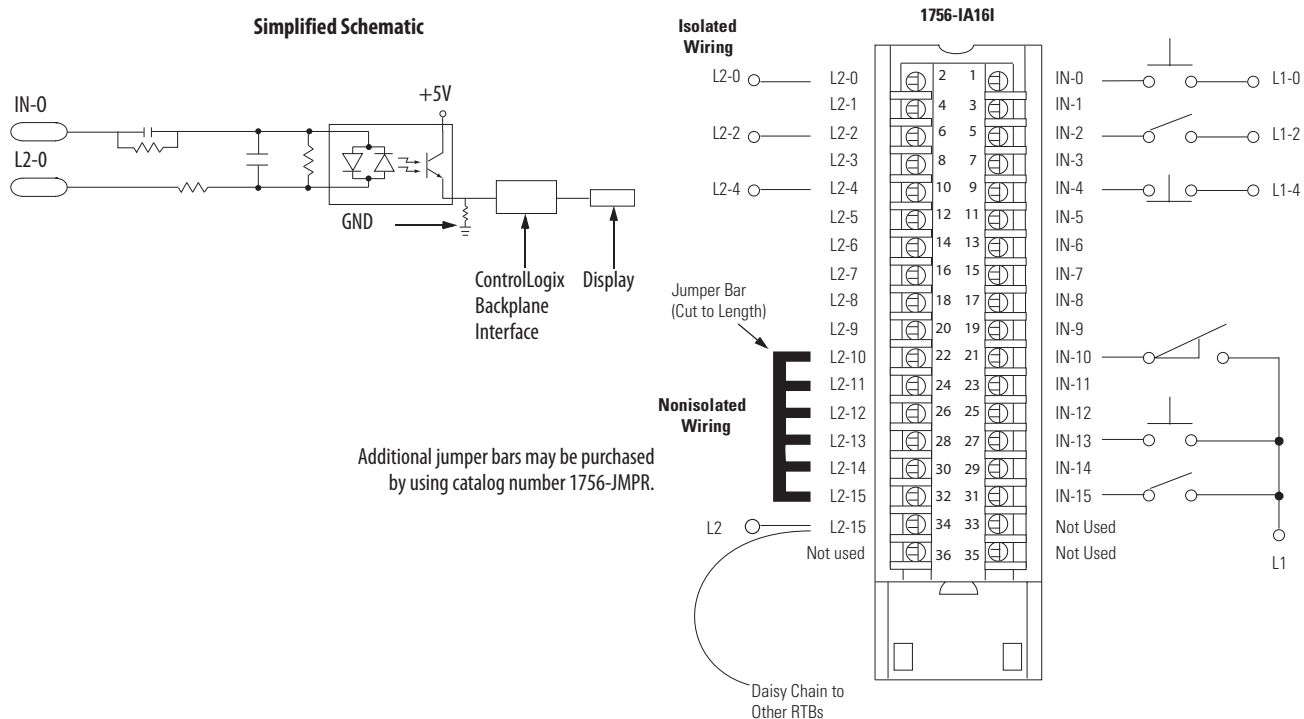 Simplified Schematic
IN-0
L2-0
+5V
GND
ControlLogix
Backplane
Interface
Display
Additional jumper bars may be purchased
by using catalog number 1756-JMPR.
1756-IA16I
Isolated
Wiring
L2-0 L2-0 2 1 IN-0 L1-0
L2-1 4 3 IN-1
L2-2 L2-2 6 5 IN-2 L1-2
L2-3 8 7 IN-3
L2-4 L2-4 10 9 IN-4 L1-4
L2-5 12 11 IN-5
L2-6 14 13 IN-6
L2-7 16 15 IN-7
Jumper Bar
(Cut to Length)
L2-8 18 17 IN-8
L2-9 20 19 IN-9
L2-10 22 21 IN-10
L2-11 24 23 IN-11
Nonisolated
Wiring
L2-12 26 25 IN-12
L2-13 28 27 IN-13
L2-14 30 29 IN-14
L2-15 32 31 IN-15
L2 L2-15 34 33 Not Used
Not used 36 35 Not Used
L1
Daisy Chain to
Other RTBs